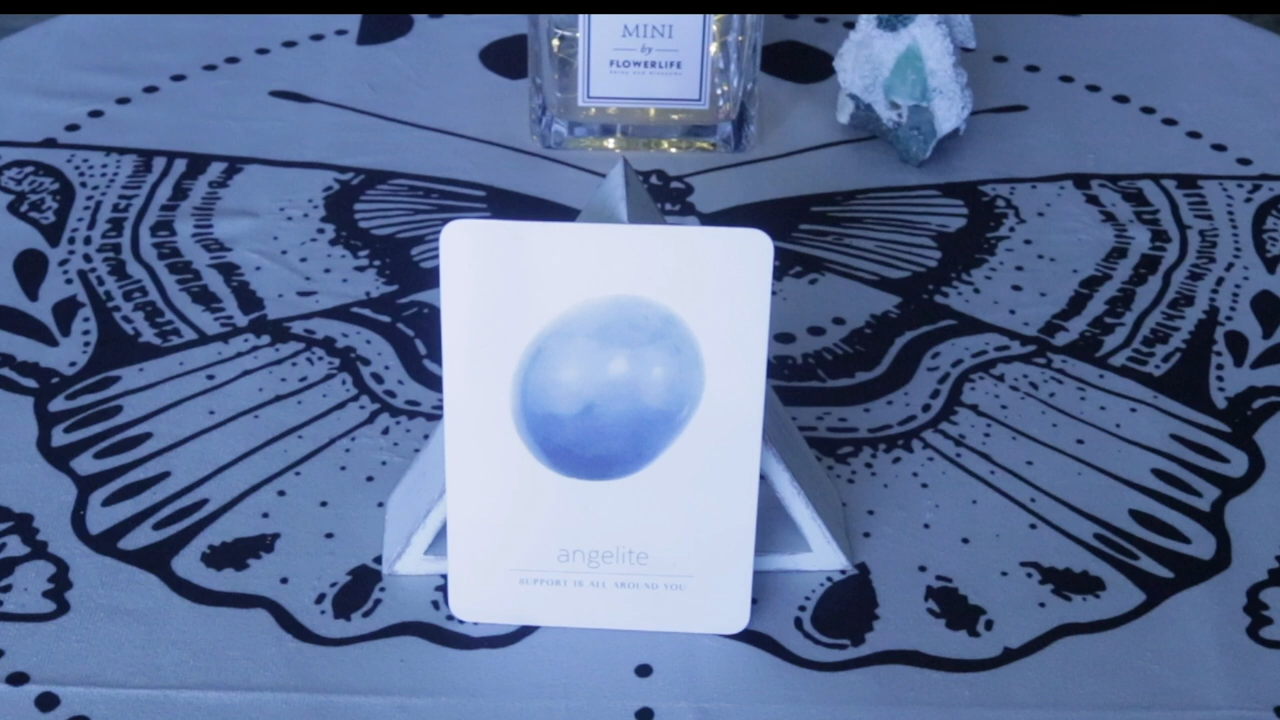 MINI
by
FLOWERLIFE
angelite
SUPPORT IS ALL AROUND YOU